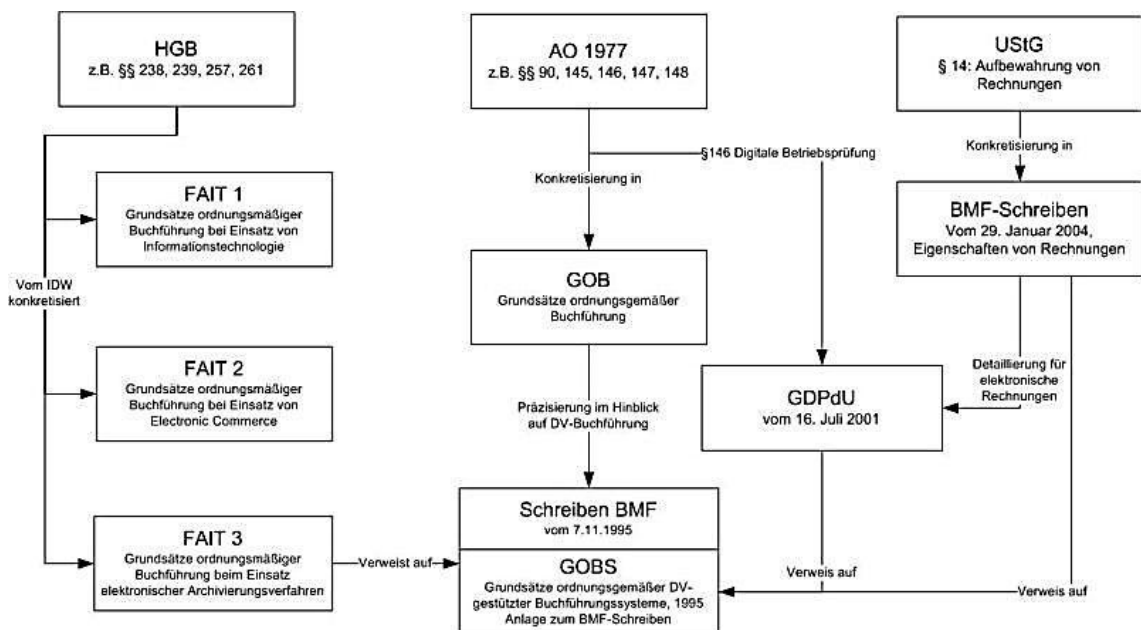 HGB
z.B. §§ 238, 239, 257, 261
AO 1977
z.B. §§ 90, 145, 146, 147, 148
UStG
§ 14: Aufbewahrung von
Rechnungen
§146 Digitale Betriebsprüfung
Konkretisierung in
Konkretisierung in
FAIT 1
Grundsätze ordnungsmäßiger
Buchführung bei Einsatz von
Informationstechnologie
BMF-Schreiben
Vom 29. Januar 2004,
Eigenschaften von Rechnungen
Vom IDW
konkretisiert
GOB
Grundsätze ordnungsgemäßer
Buchführung
FAIT 2
Grundsätze ordnungsmäßiger
Buchführung bei Einsatz von
Electronic Commerce
Präzisierung im Hinblick
auf DV-Buchführung
GDPdU
vom 16. Juli 2001
Detaillierung für
elektronische
Rechnungen
FAIT 3
Grundsätze ordnungsmäßiger
Buchführung beim Einsatz
elektronischer Archivierungsverfahren
Verweist auf
Schreiben BMF
vom 7.11.1995
GOBS
Grundsätze ordnungsgemäßer DV-
gestützter Buchführungssysteme, 1995
Anlage zum BMF-Schreiben
Verweis auf
Verweis auf